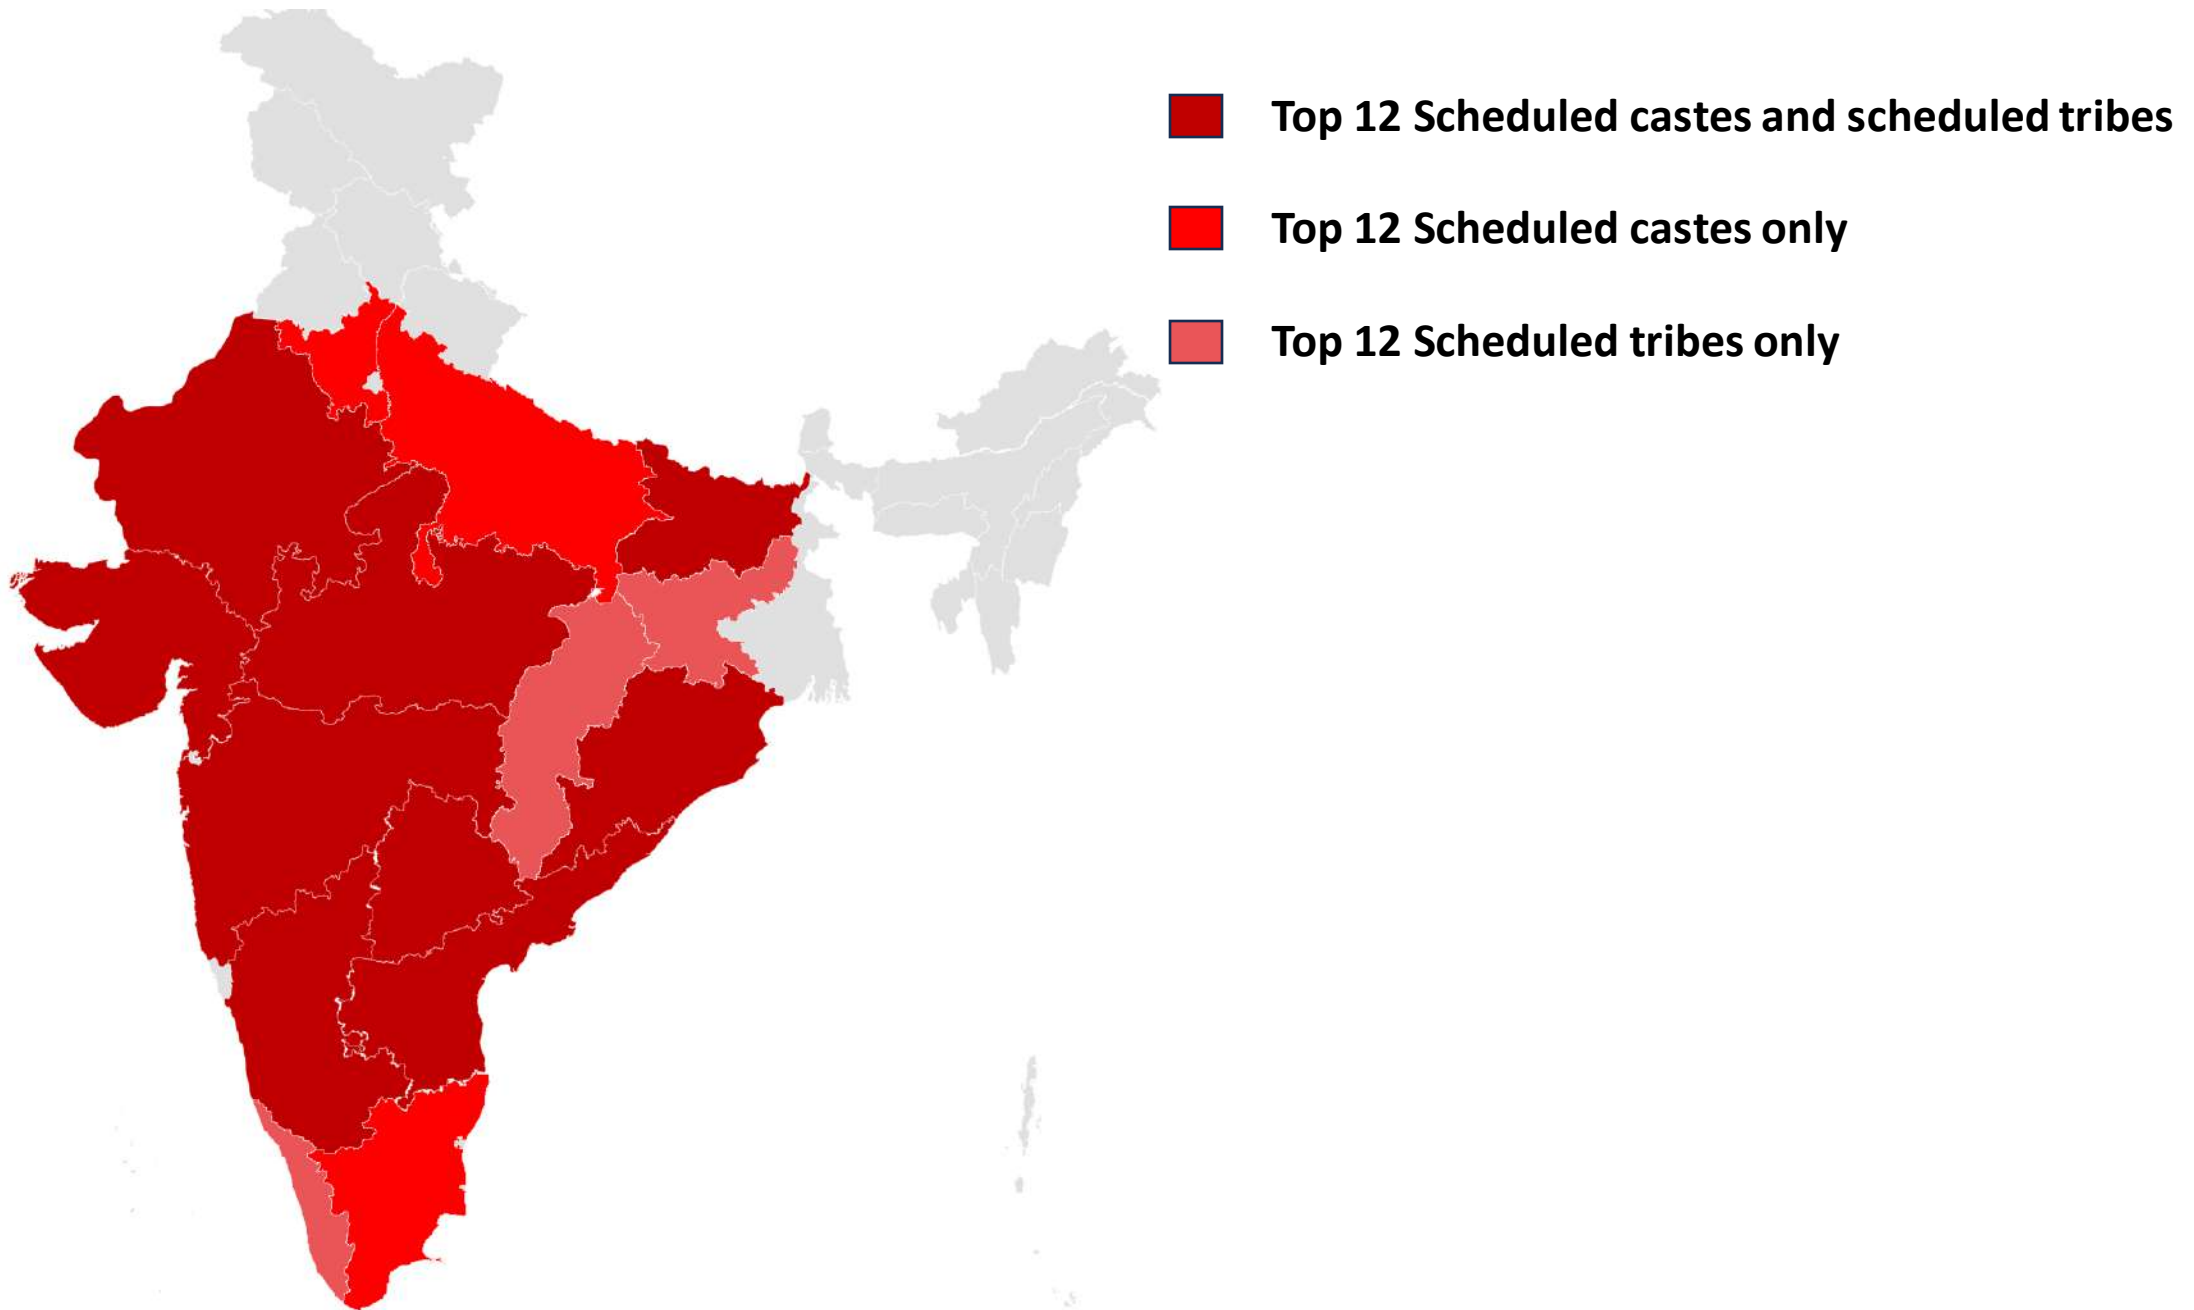 Top 12 Scheduled castes and scheduled tribes
Top 12 Scheduled castes only
Top 12 Scheduled tribes only